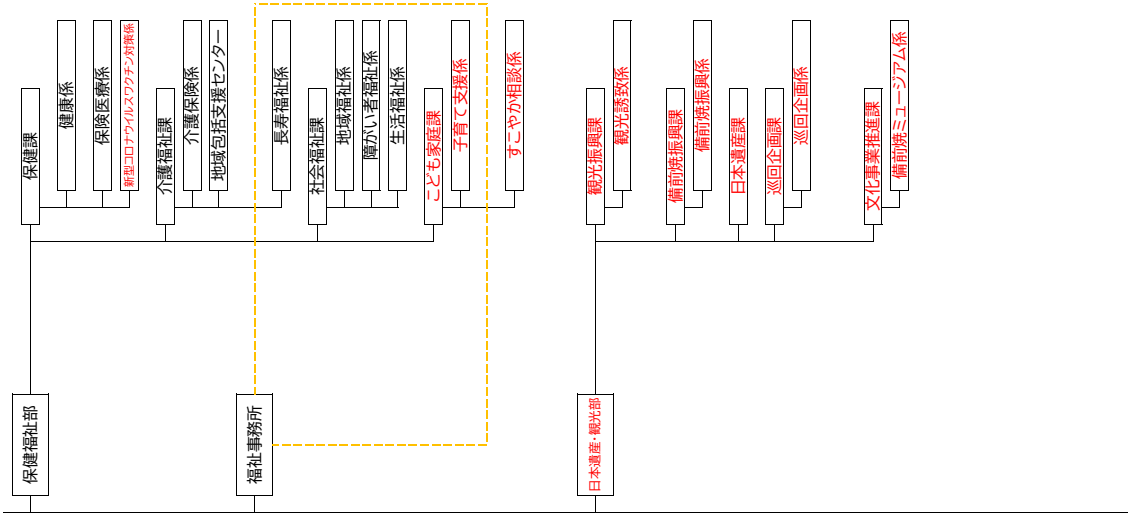 保健福祉部
保健課
健康係
保険医療係
新型コロナウイルスワクチン対策係
介護福祉課
介護保険係
地域包括支援センター
長寿福祉係
社会福祉課
地域福祉係
障がい者福祉係
生活福祉係
こども家庭課
子育て支援係
すこやか相談係
福祉事務所
日本遺産・観光部
観光振興課
観光誘致係
備前焼振興課
備前焼振興係
日本遺産課
巡回企画課
巡回企画係
文化事業推進課
備前焼ミュージアム係